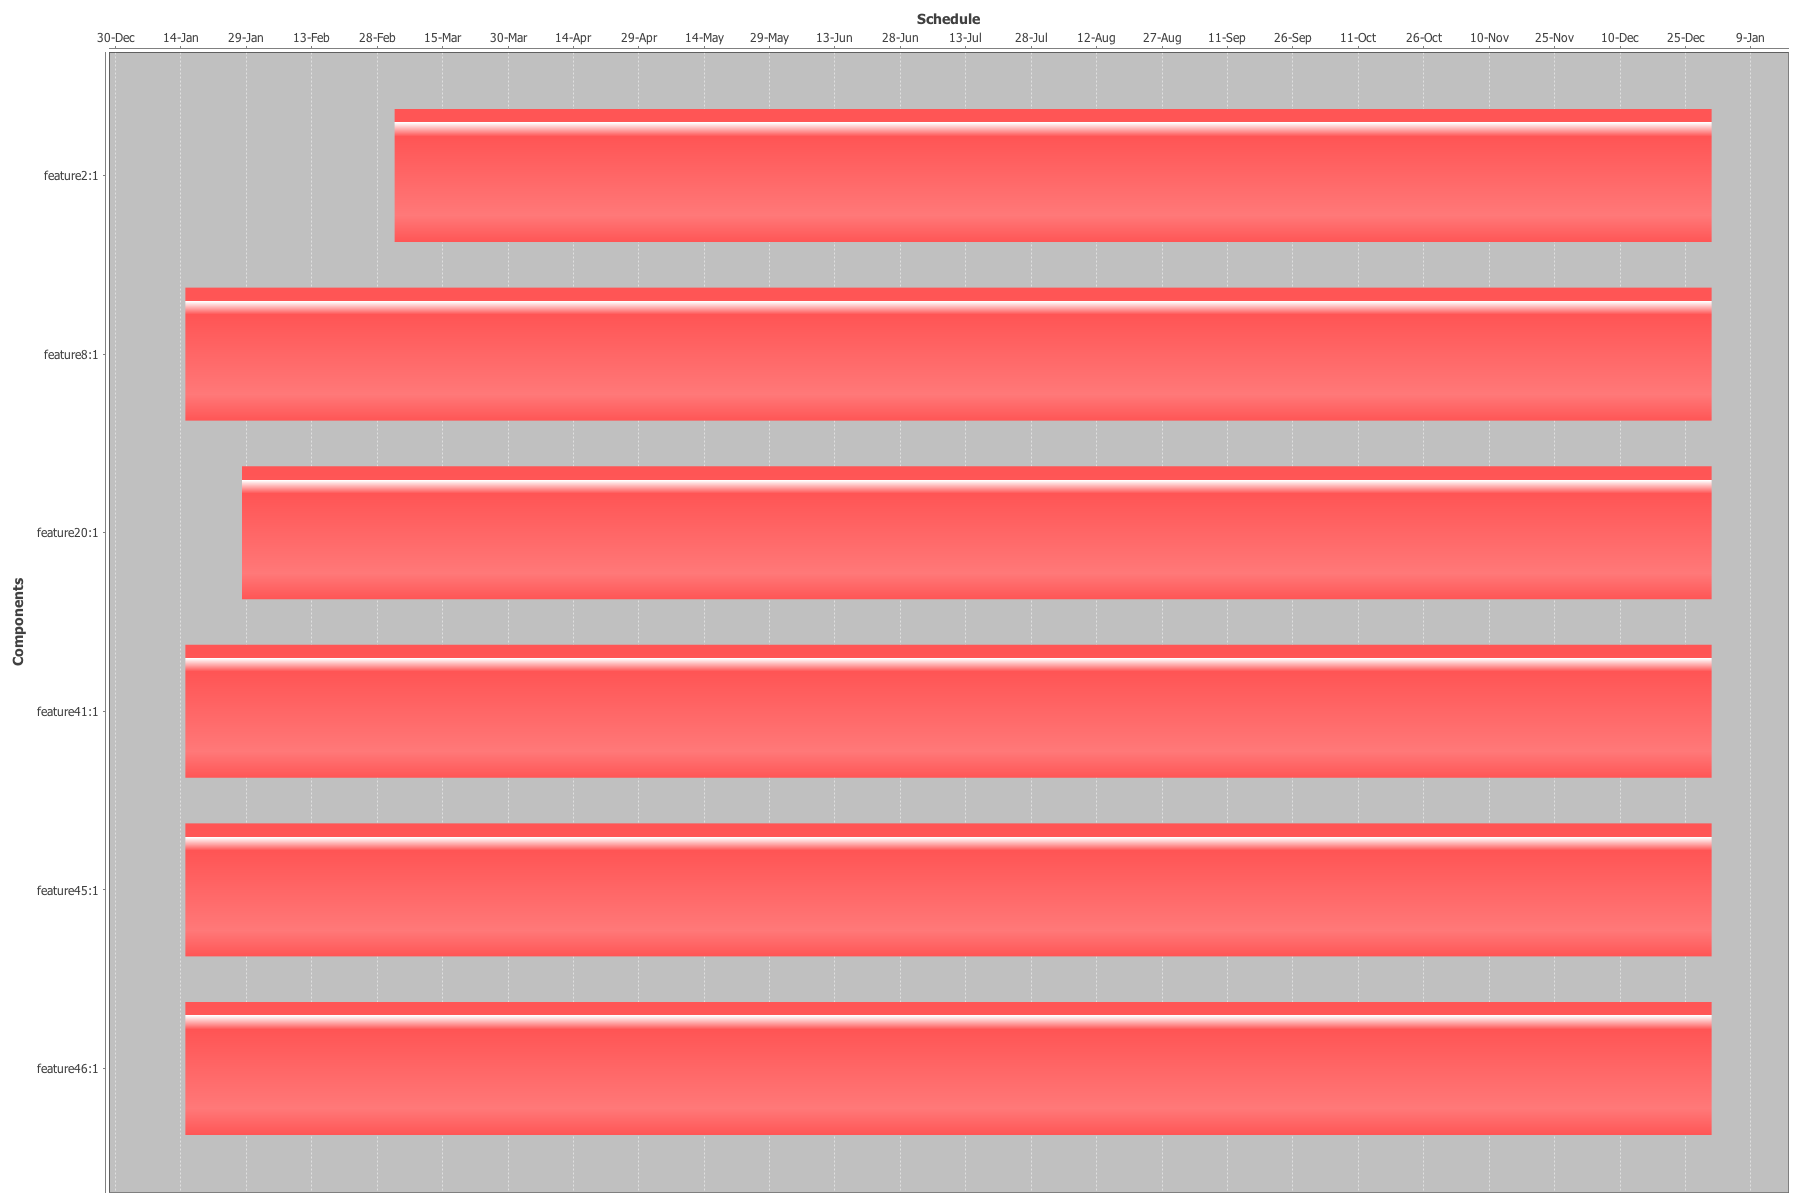 Schedule
30-Dec 14-Jan 29-Jan 13-Feb 28-Feb 15-Mar 30-Mar 14-Apr 29-Apr 14-May 29-May 13-Jun 28-Jun 13-Jul 28-Jul 12-Aug 27-Aug 11-Sep 26-Sep 11-Oct 26-Oct 10-Nov 25-Nov 10-Dec 25-Dec 9-Jan
Components
feature2:1
feature8:1
feature20:1
feature41:1
feature45:1
feature46:1